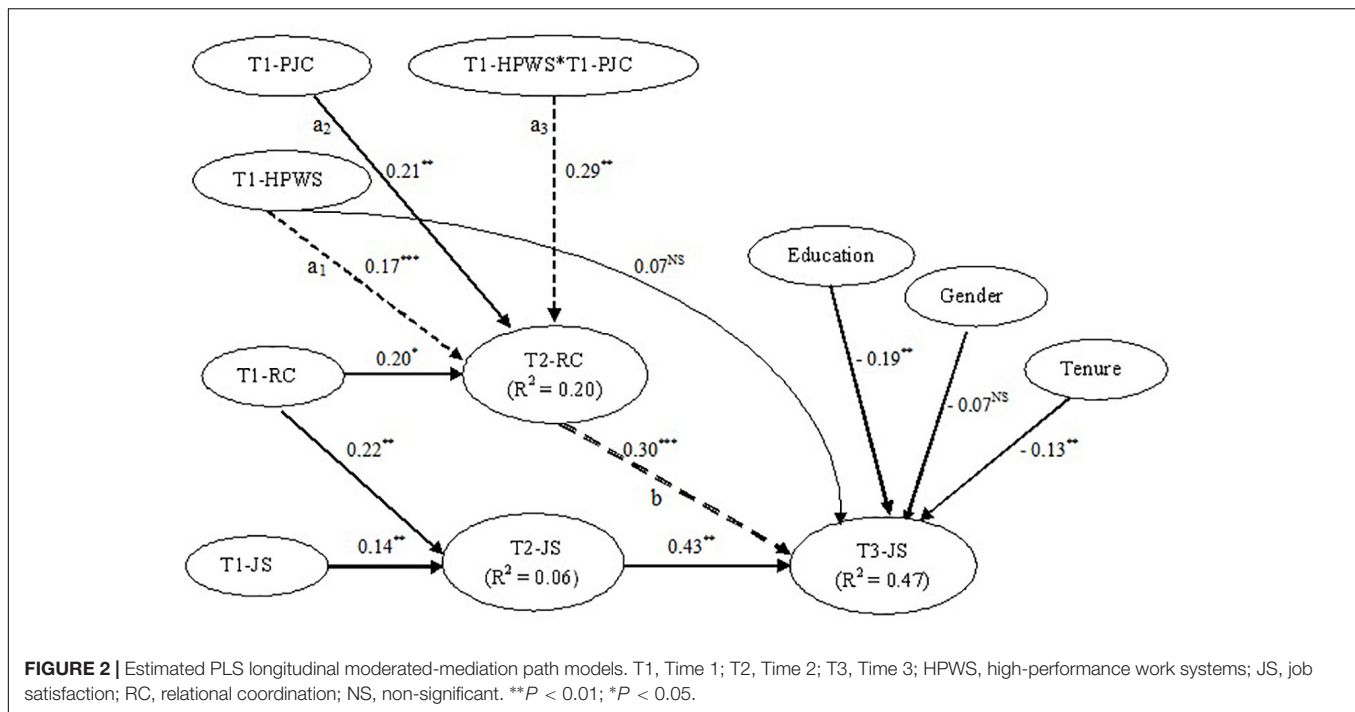 T1-PJC
T1-HPWS*T1-PJC
a₂
a₃
0.21**
0.29**
T1-HPWS
a₁
0.17***
0.07ᴺˢ
Education
Gender
Tenure
- 0.19**
- 0.07ᴺˢ
- 0.13**
T1-RC
0.20*
T2-RC
(R² = 0.20)
0.22**
0.30***
b
T1-JS
0.14**
T2-JS
(R² = 0.06)
0.43**
T3-JS
(R² = 0.47)
FIGURE 2 | Estimated PLS longitudinal moderated-mediation path models. T1, Time 1; T2, Time 2; T3, Time 3; HPWS, high-performance work systems; JS, job
satisfaction; RC, relational coordination; NS, non-significant. **P < 0.01; *P < 0.05.